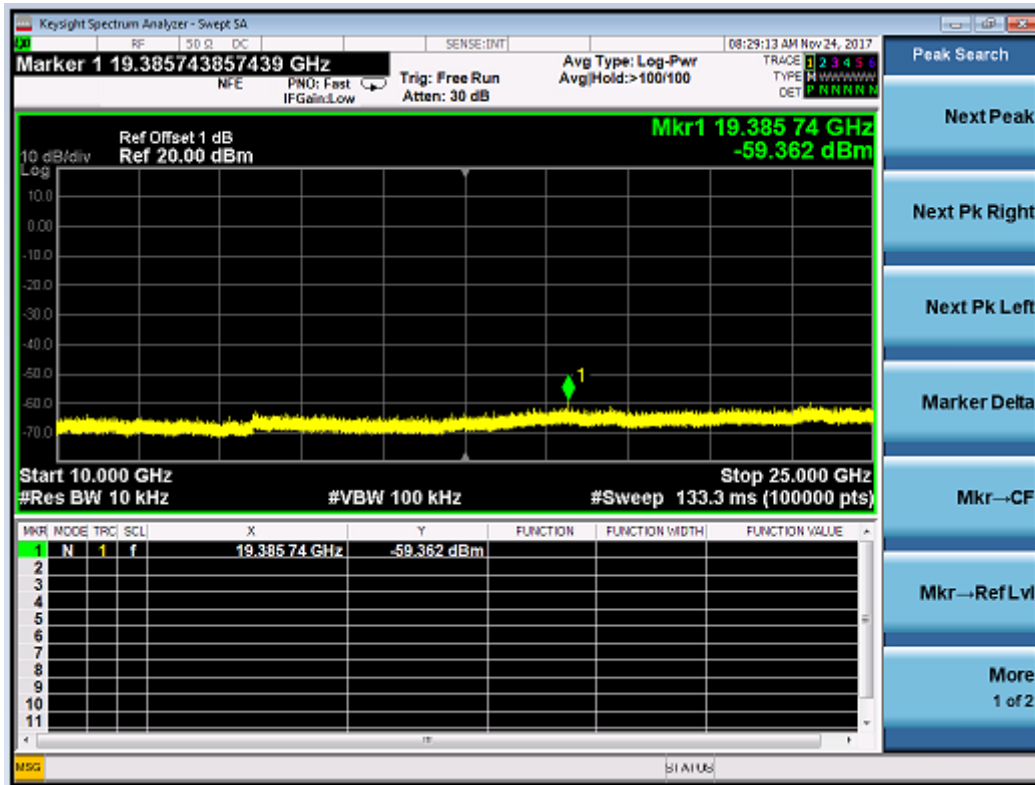 Keysight Spectrum Analyzer - Swept SA
RF 50 Ω DC SENSE:INT 08:29:13 AM Nov 24, 2017
Marker 1 19.385743857439 GHz
NFE PNO: Fast Trig: Free Run Avg Type: Log-Pwr TRACE 1 2 3 4 5 6
IFGain:Low Atten: 30 dB Avg|Hold:>100/100 TYPE M W W W W W
DET P N N N N N
Peak Search
Next Peak
Next Pk Right
Next Pk Left
Marker Delta
Mkr→CF
Mkr→RefLvl
More
1 of 2
Mkr1 19.385 74 GHz
-59.362 dBm
Ref Offset 1 dB
10 dB/div Ref 20.00 dBm
Log
10.0
0.00
-10.0
-20.0
-30.0
-40.0
-50.0
-60.0
-70.0
1
Start 10.000 GHz Stop 25.000 GHz
#Res BW 10 kHz #VBW 100 kHz #Sweep 133.3 ms (100000 pts)
MKR MODE TRC SCL X Y FUNCTION FUNCTION WIDTH FUNCTION VALUE
1 N 1 f 19.385 74 GHz -59.362 dBm
2
3
4
5
6
7
8
9
10
11
MSG STATUS